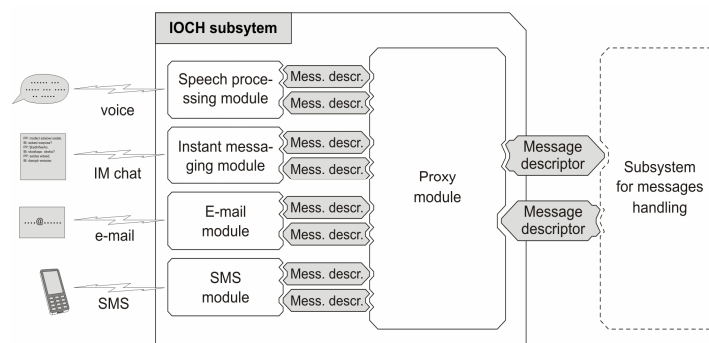 IOCH subsytem
Speech proce-
ssing module
Mess. descr.
Mess. descr.
voice
Instant messa-
ging module
Mess. descr.
Mess. descr.
IM chat
E-mail
module
Mess. descr.
Mess. descr.
....@......
e-mail
SMS
module
Mess. descr.
Mess. descr.
SMS
Proxy
module
Message
descriptor
Message
descriptor
Subsystem
for messages
handling